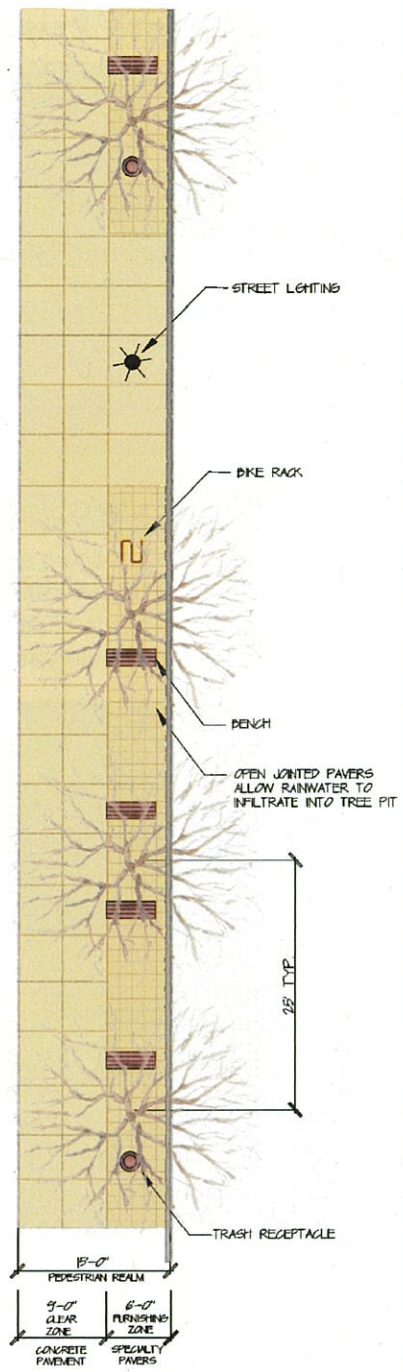 STREET LGHTING
BIKE RACK
BENCH
OPEN JOINTED PAVERS
ALLOW RAINWATER TO
INFILTRATE INTO TREE PIT
25' TYP.
TRASH RECEPTACLE
15'-0"
PEDESTRIAN REALM
9'-0"
CLEAR
ZONE
6'-0"
FURNISHING
ZONE
CONCRETE
PAVEMENT
SPECIALTY
PAVERS